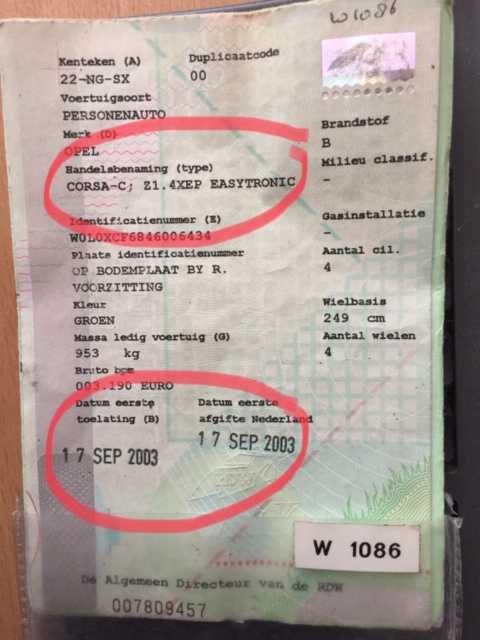 W1086
Kenteken (A) Duplicaatcode
22-NG-SX 00
Voertuigsoort
PERSONENAUTO
Merk (D) Brandstof
OPEL B
Handelsbenaming (type) Milieu classif.
CORSA-C; Z1.4XEP EASYTRONIC -
Identificatienummer (E) Gasinstallatie
W0L0XCF6846006434 -
Plaats identificatienummer Aantal cil.
OP BODEMPLAAT BY R. 4
VOORZITTING
Kleur Wielbasis
GROEN 249 cm
Massa ledig voertuig (G) Aantal wielen
953 kg 4
Bruto bpm
003.190 EURO
Datum eerste Datum eerste
toelating (B) afgifte Nederland
17 SEP 2003 17 SEP 2003
RDW
W 1086
De Algemeen Directeur van de RDW
007809457